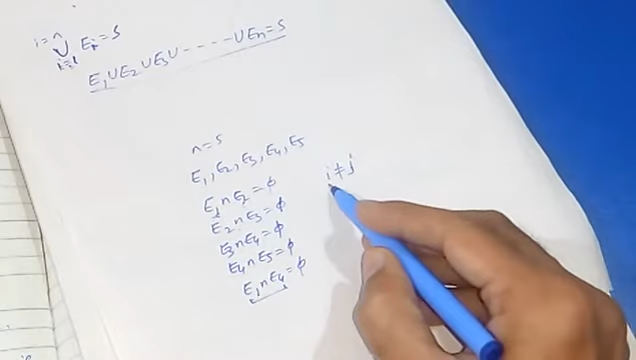 i=n
∪ Ei=S
i=1
E1∪E2∪E3∪-----∪En=S
n=5
E1, E2, E3, E4, E5
i≠j
E1∩E2=φ
E2∩E3=φ
E3∩E4=φ
E4∩E5=φ
E1∩E4=φ